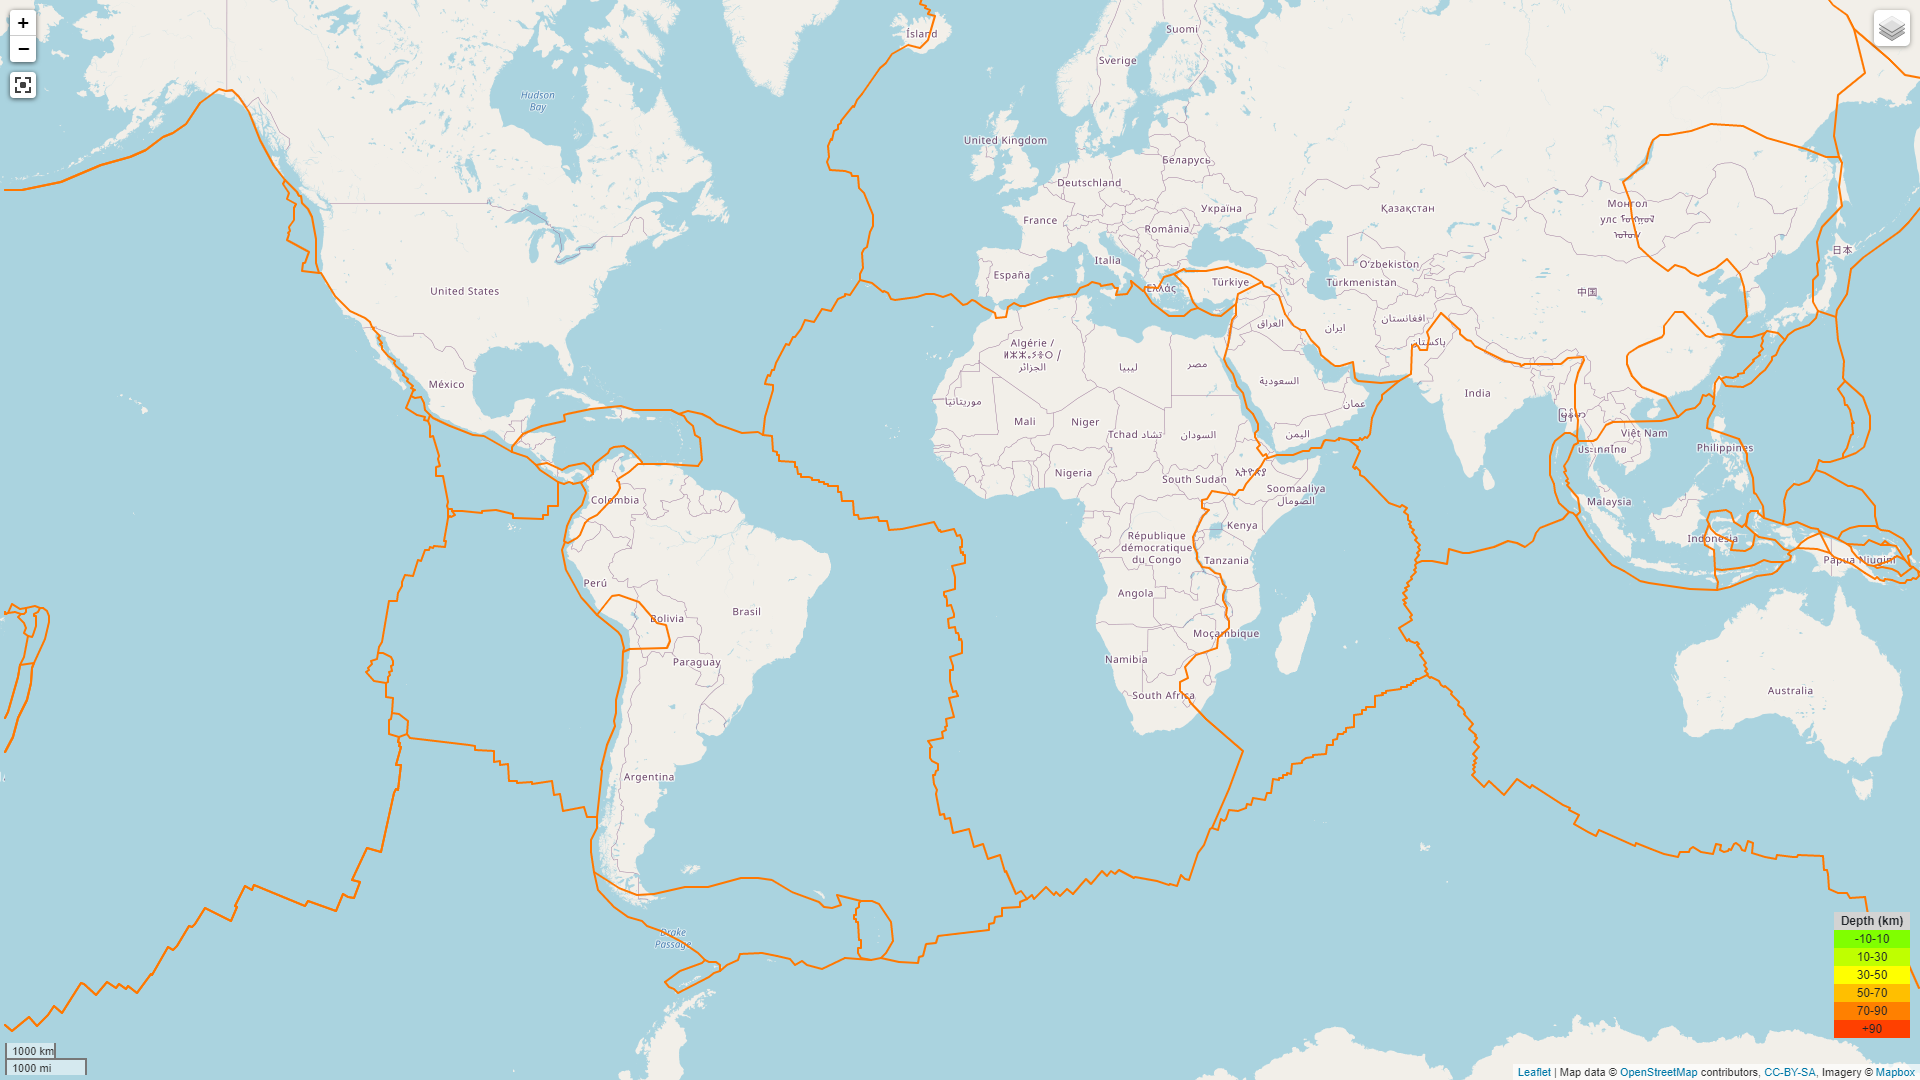 +
−
Ísland
Suomi
Sverige
Hudson
Bay
United Kingdom
Беларусь
Deutschland
Қазақстан
Монгол
улс
Україна
France
România
日本
Italia
O'zbekiston
España
Türkiye
Türkmenistan
中国
United States
افغانستان
العراق
ایران
پاکستان
Algérie /
ⵍⵣⵣⴰⵢⴻⵔ /
الجزائر
ليبيا
مصر
México
السعودية
India
موريتانيا
عمان
Mali
Niger
Tchad تشاد
السودان
اليمن
Việt Nam
Philippines
ประเทศไทย
Nigeria
South Sudan
ኢትዮጵያ
Soomaaliya
الصومال
Colombia
Malaysia
Kenya
République
démocratique
du Congo
Indonesia
Tanzania
Papua Niugini
Perú
Angola
Brasil
Bolivia
Moçambique
Paraguay
Namibia
South Africa
Australia
Argentina
Drake
Passage
Depth (km)
-10-10
10-30
30-50
50-70
70-90
+90
1000 km
1000 mi
Leaflet | Map data © OpenStreetMap contributors, CC-BY-SA, Imagery © Mapbox